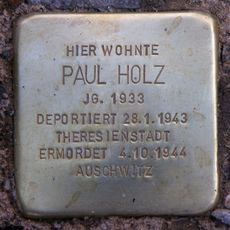 HIER WOHNTE
PAUL HOLZ
JG. 1933
DEPORTIERT 28.1.1943
THERESIENSTADT
ERMORDET 4.10.1944
AUSCHWITZ